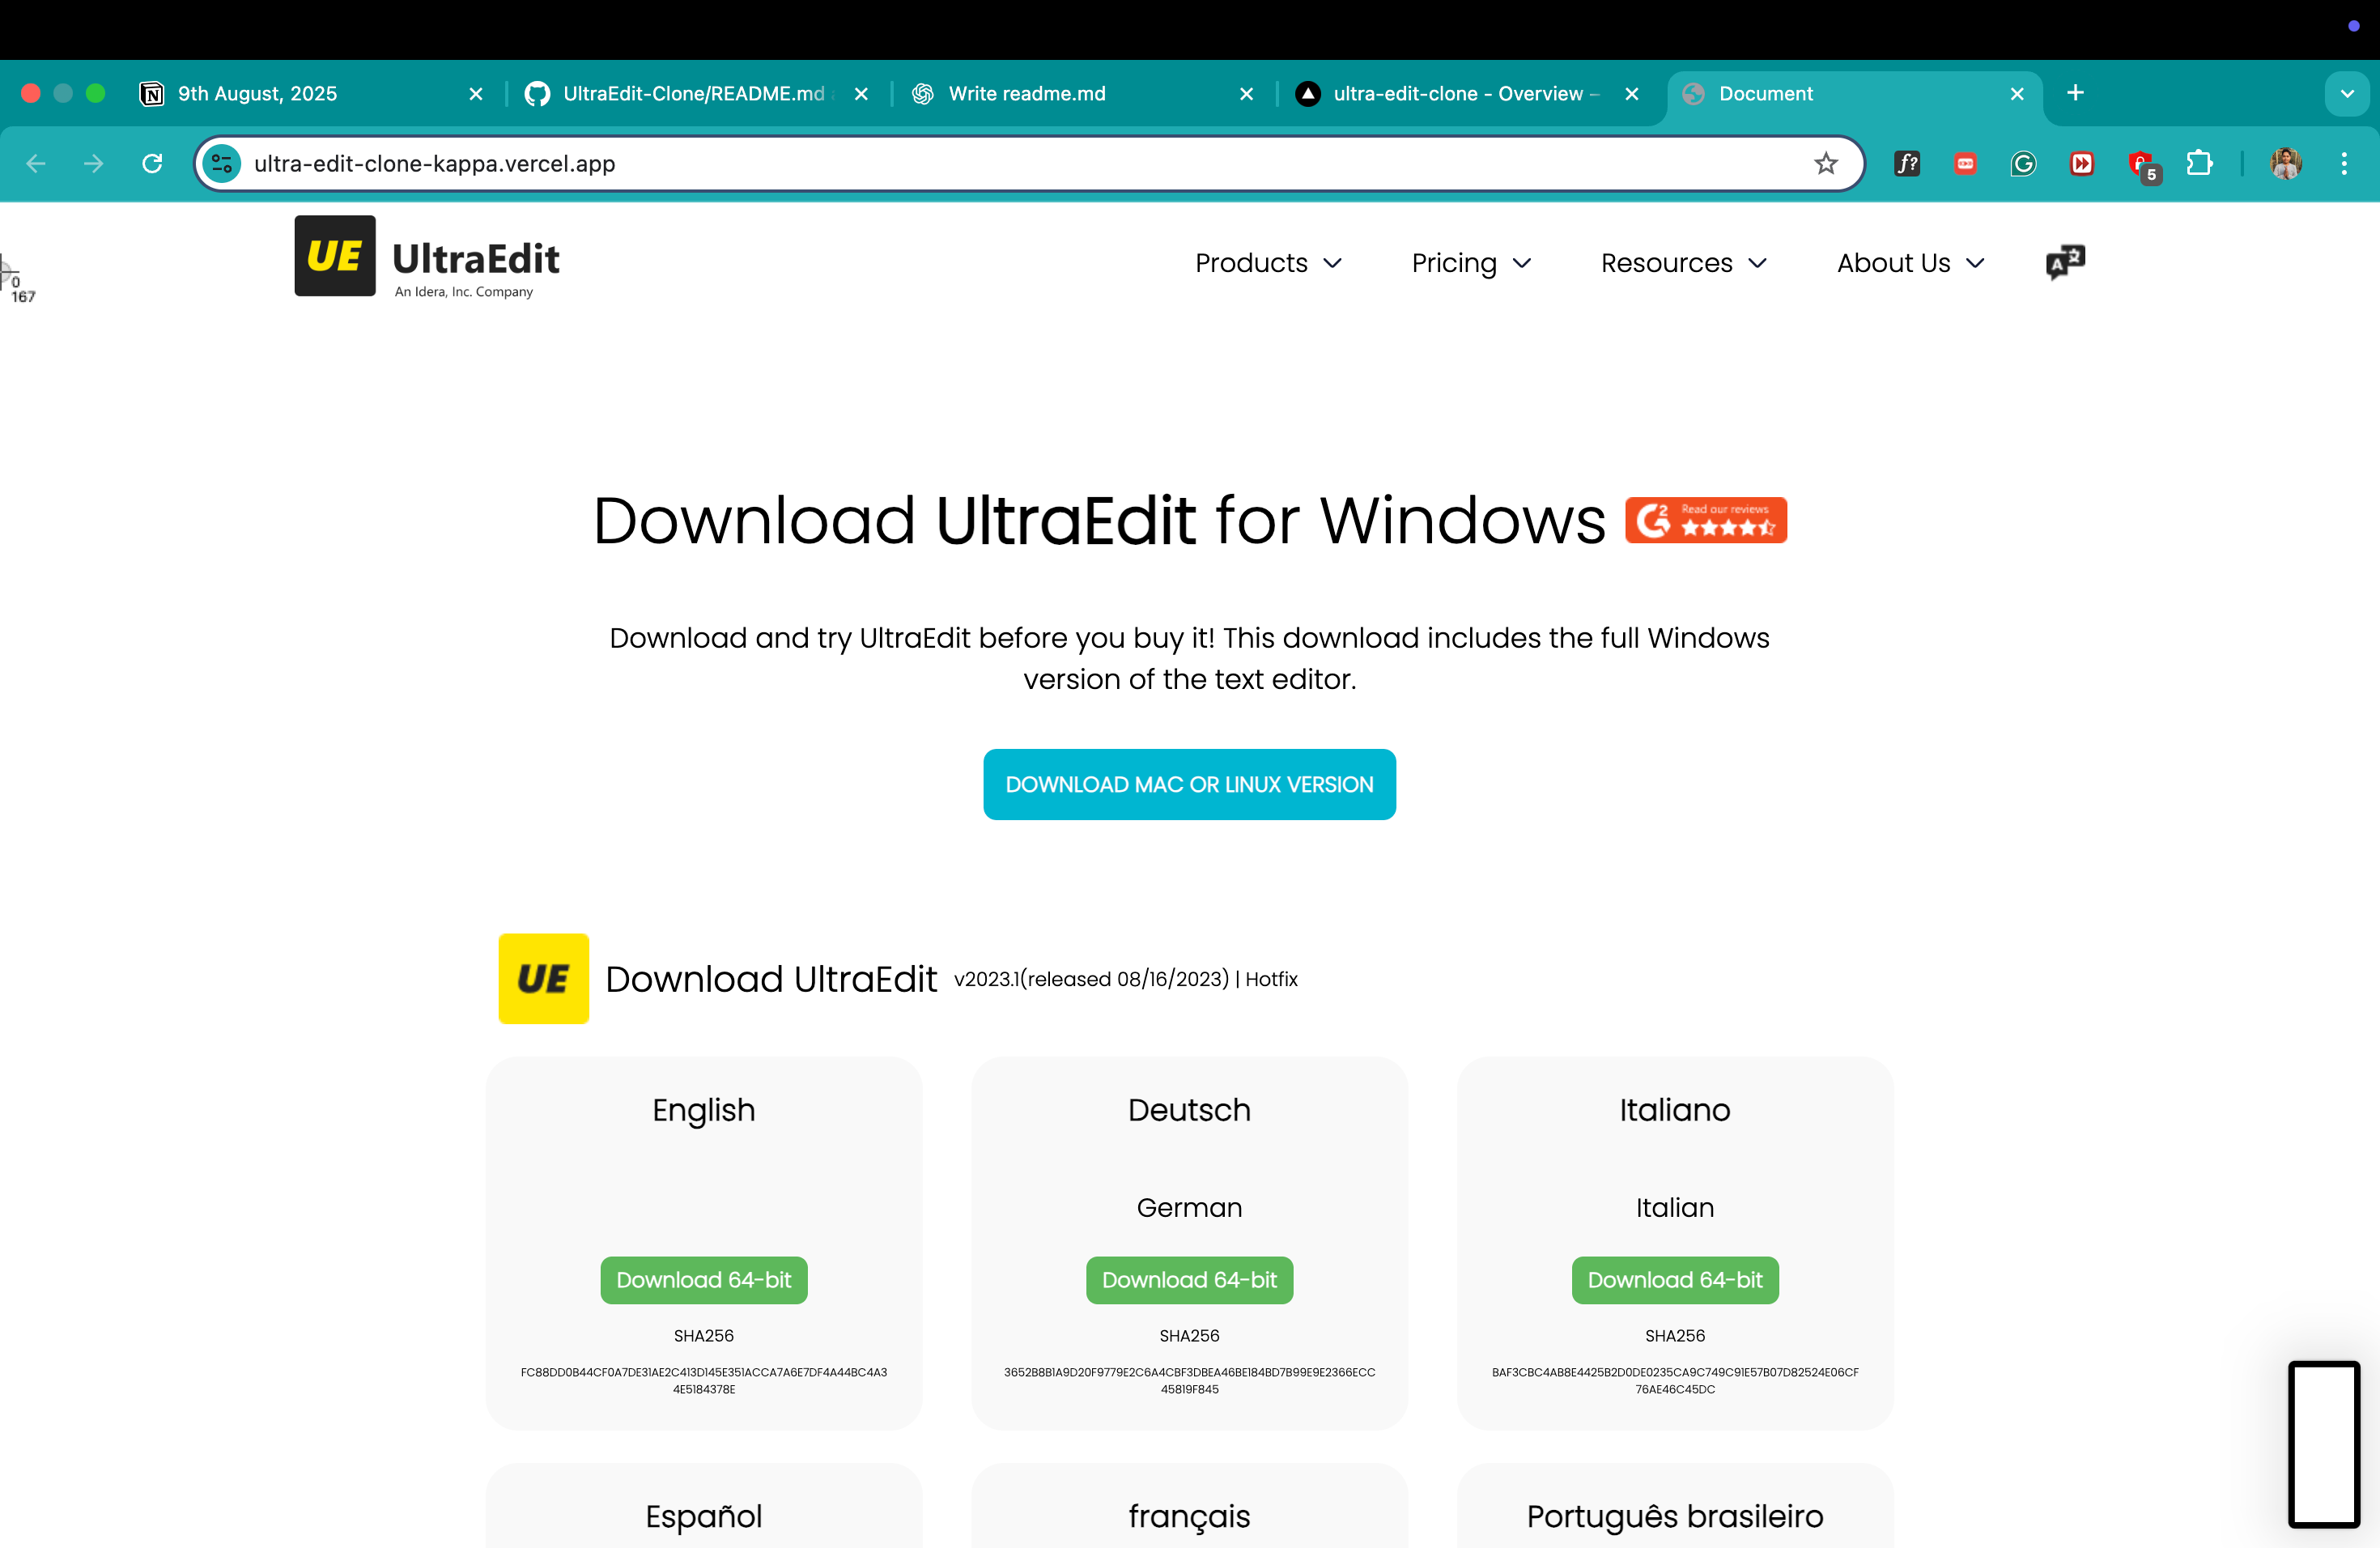 9th August, 2025
UltraEdit-Clone/README.md
Write readme.md
ultra-edit-clone - Overview –
Document
ultra-edit-clone-kappa.vercel.app
5
UE
UltraEdit
An Idera, Inc. Company
Products
Pricing
Resources
About Us
0
167
Download UltraEdit for Windows
Read our reviews
Download and try UltraEdit before you buy it! This download includes the full Windows
version of the text editor.
DOWNLOAD MAC OR LINUX VERSION
UE
Download UltraEdit v2023.1(released 08/16/2023) | Hotfix
English
Download 64-bit
SHA256
FC88DD0B44CF0A7DE31AE2C413D145E351ACCA7A6E7DF4A44BC4A3
4E5184378E
Deutsch
German
Download 64-bit
SHA256
3652B8B1A9D20F9779E2C6A4CBF3DBEA46BE184BD7B99E9E2366ECC
45819F845
Italiano
Italian
Download 64-bit
SHA256
BAF3CBC4AB8E4425B2D0DE0235CA9C749C91E57B07D82524E06CF
76AE46C45DC
Español
français
Português brasileiro